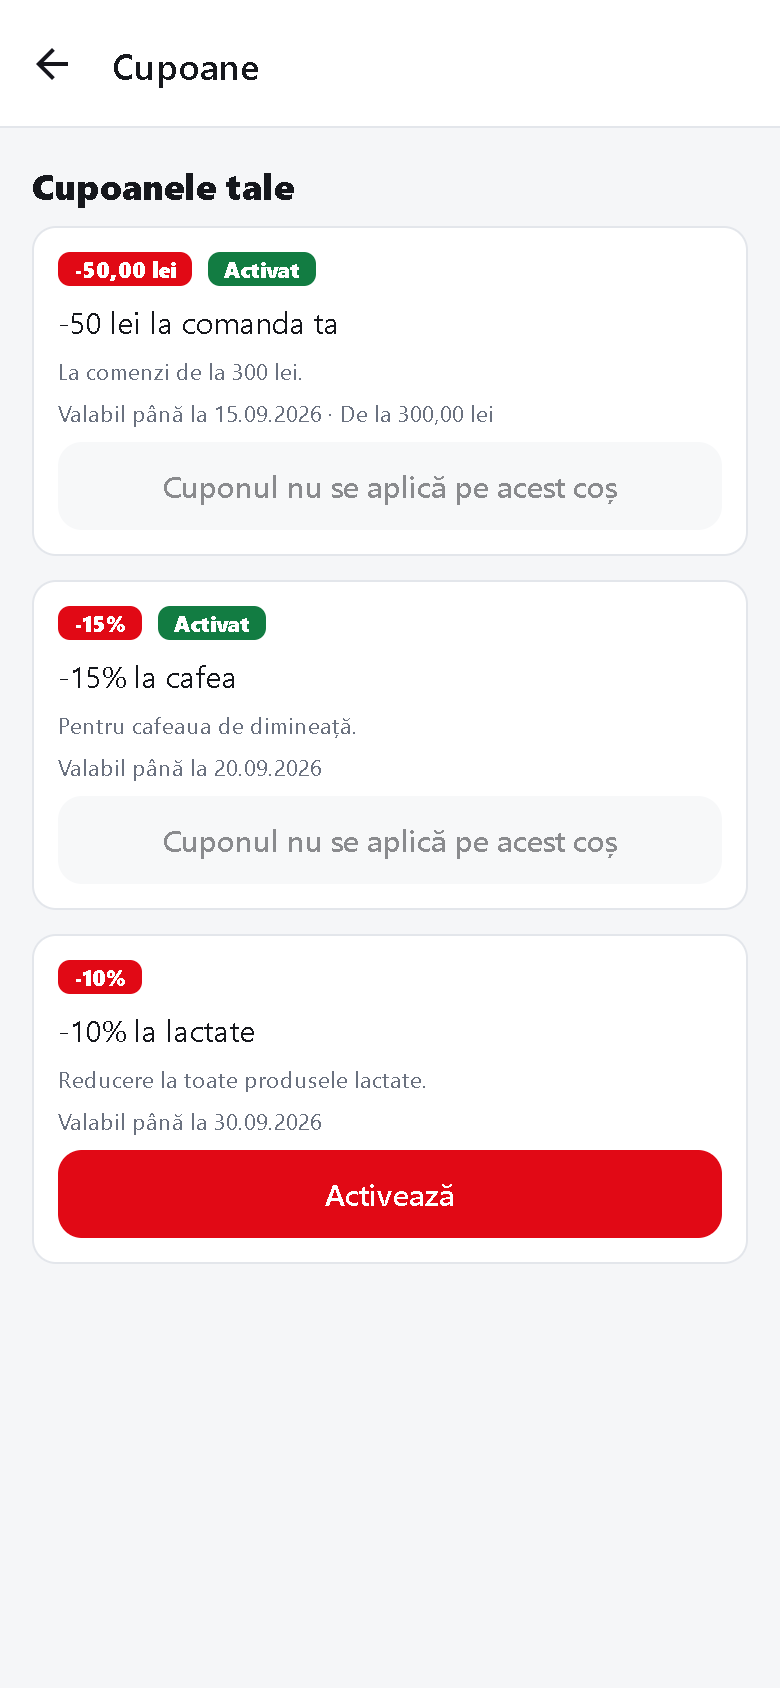 Cupoane
Cupoanele tale
-50,00 lei Activat
-50 lei la comanda ta
La comenzi de la 300 lei.
Valabil până la 15.09.2026 · De la 300,00 lei
Cuponul nu se aplică pe acest coș
-15% Activat
-15% la cafea
Pentru cafeaua de dimineață.
Valabil până la 20.09.2026
Cuponul nu se aplică pe acest coș
-10%
-10% la lactate
Reducere la toate produsele lactate.
Valabil până la 30.09.2026
Activează